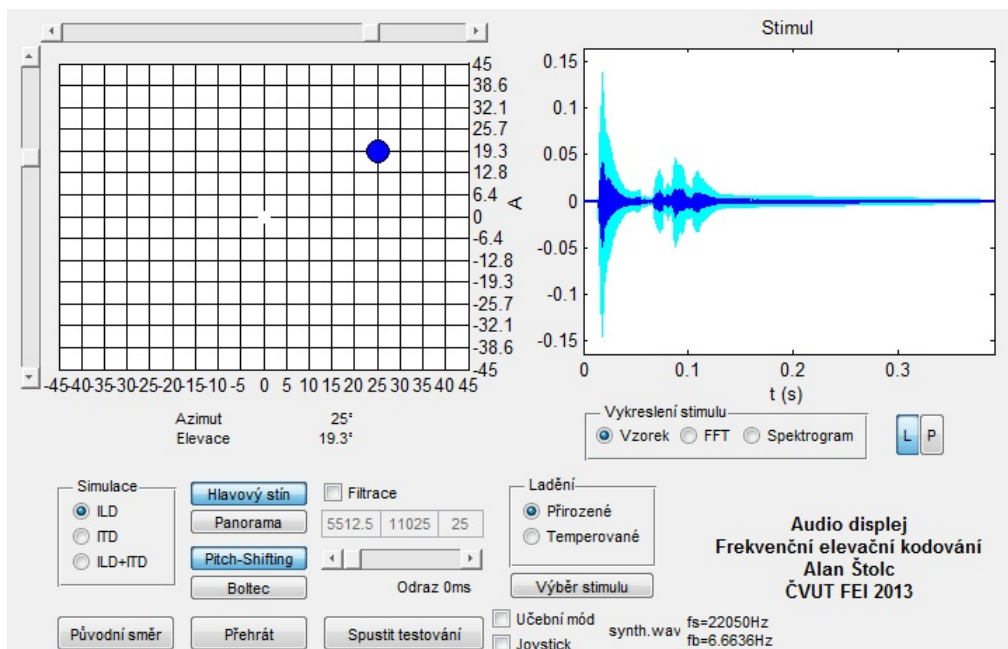 Stimul
45
38.6
32.1
25.7
19.3
12.8
6.4
0
-6.4
-12.8
-19.3
-25.7
-32.1
-38.6
-45
A
-45-40-35-30-25-20-15-10-5 0 5 10 15 20 25 30 35 40 45
0.15
0.1
0.05
0
-0.05
-0.1
-0.15
0 0.1 0.2 0.3
t (s)
Azimut 25°
Elevace 19.3°
Vykreslení stimulu
Vzorek FFT Spektrogram
L P
Simulace
ILD
ITD
ILD+ITD
Hlavový stín
Panorama
Pitch-Shifting
Boltec
Filtrace
5512.5 11025 25
Odraz 0ms
Ladění
Přirozené
Temperované
Výběr stimulu
Audio displej
Frekvenční elevační kodování
Alan Štolc
ČVUT FEI 2013
Původní směr
Přehrát
Spustit testování
Učební mód
Joystick
synth.wav
fs=22050Hz
fb=6.6636Hz